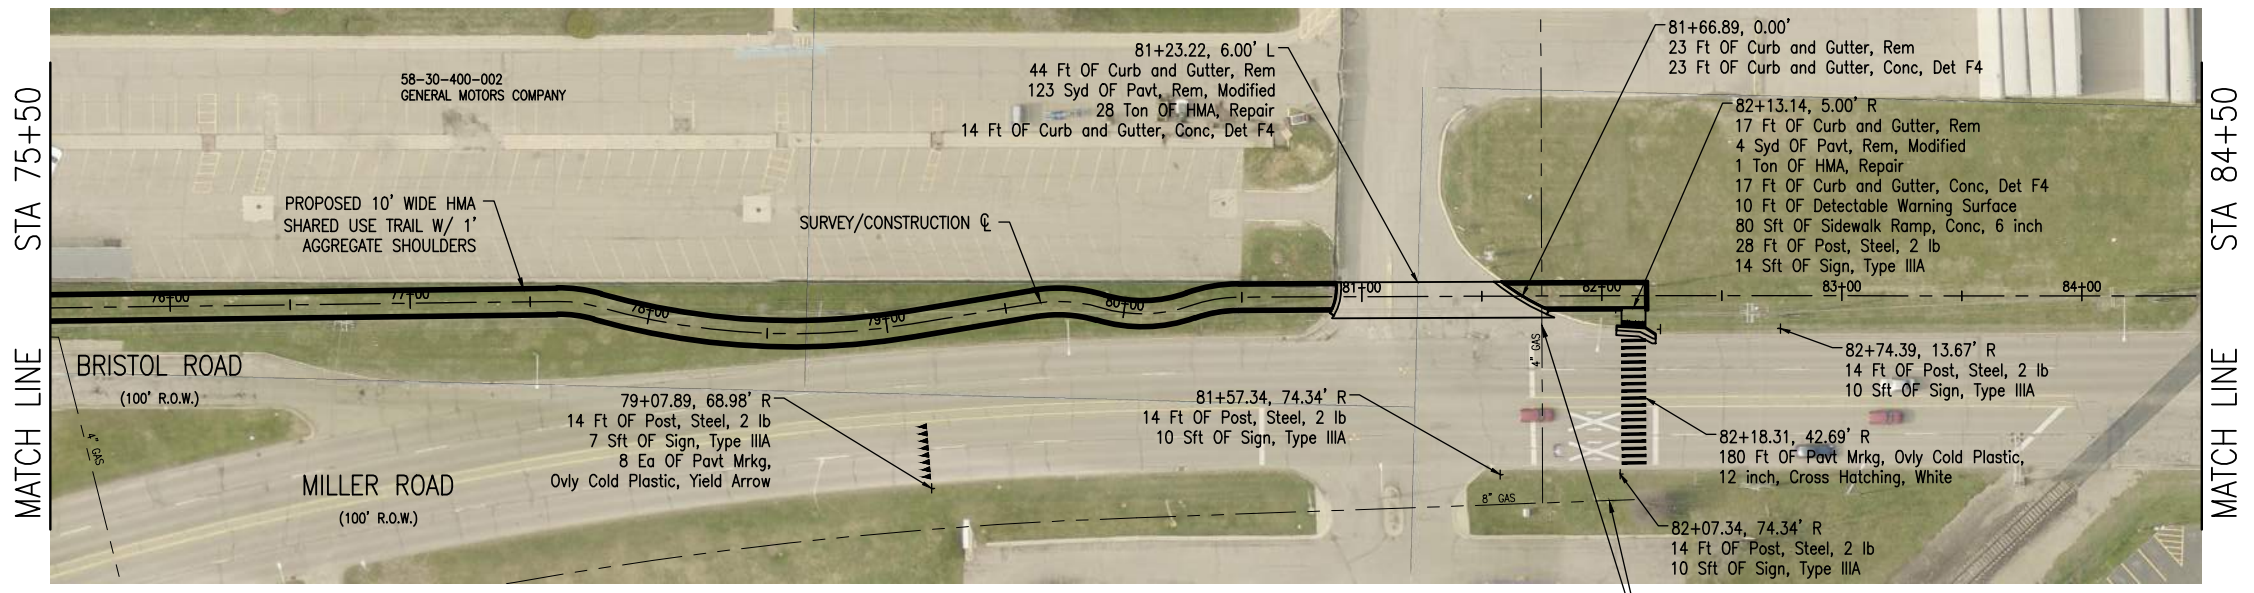 STA 75+50
MATCH LINE
58-30-400-002
GENERAL MOTORS COMPANY
PROPOSED 10' WIDE HMA
SHARED USE TRAIL W/ 1'
AGGREGATE SHOULDERS
SURVEY/CONSTRUCTION ℄
81+23.22, 6.00' L
44 Ft OF Curb and Gutter, Rem
123 Syd OF Pavt, Rem, Modified
28 Ton OF HMA, Repair
14 Ft OF Curb and Gutter, Conc, Det F4
81+66.89, 0.00'
23 Ft OF Curb and Gutter, Rem
23 Ft OF Curb and Gutter, Conc, Det F4
82+13.14, 5.00' R
17 Ft OF Curb and Gutter, Rem
4 Syd OF Pavt, Rem, Modified
1 Ton OF HMA, Repair
17 Ft OF Curb and Gutter, Conc, Det F4
10 Ft OF Detectable Warning Surface
80 Sft OF Sidewalk Ramp, Conc, 6 inch
28 Ft OF Post, Steel, 2 lb
14 Sft OF Sign, Type IIIA
76+00
77+00
78+00
79+00
80+00
81+00
82+00
83+00
84+00
BRISTOL ROAD
(100' R.O.W.)
4" GAS
MILLER ROAD
(100' R.O.W.)
79+07.89, 68.98' R
14 Ft OF Post, Steel, 2 lb
7 Sft OF Sign, Type IIIA
8 Ea OF Pavt Mrkg,
Ovly Cold Plastic, Yield Arrow
81+57.34, 74.34' R
14 Ft OF Post, Steel, 2 lb
10 Sft OF Sign, Type IIIA
4" GAS
8" GAS
82+74.39, 13.67' R
14 Ft OF Post, Steel, 2 lb
10 Sft OF Sign, Type IIIA
82+18.31, 42.69' R
180 Ft OF Pavt Mrkg, Ovly Cold Plastic,
12 inch, Cross Hatching, White
82+07.34, 74.34' R
14 Ft OF Post, Steel, 2 lb
10 Sft OF Sign, Type IIIA
STA 84+50
MATCH LINE